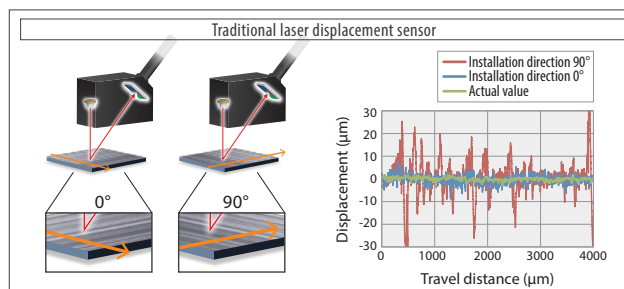 Traditional laser displacement sensor
0°
90°
Installation direction 90°
Installation direction 0°
Actual value
Displacement (μm)
30
20
10
0
-10
-20
-30
0
1000
2000
3000
4000
Travel distance (μm)